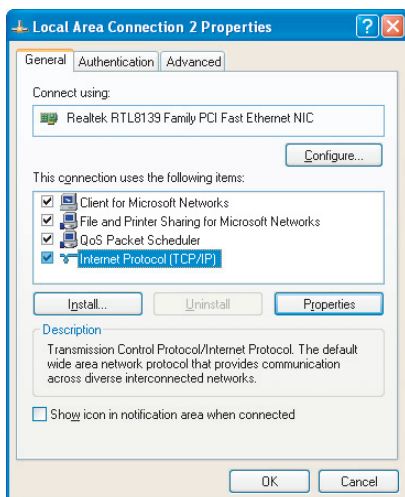 Local Area Connection 2 Properties
General Authentication Advanced
Connect using:
Realtek RTL8139 Family PCI Fast Ethernet NIC
Configure...
This connection uses the following items:
Client for Microsoft Networks
File and Printer Sharing for Microsoft Networks
QoS Packet Scheduler
Internet Protocol (TCP/IP)
Install... Uninstall Properties
Description
Transmission Control Protocol/Internet Protocol. The default
wide area network protocol that provides communication
across diverse interconnected networks.
Show icon in notification area when connected
OK Cancel